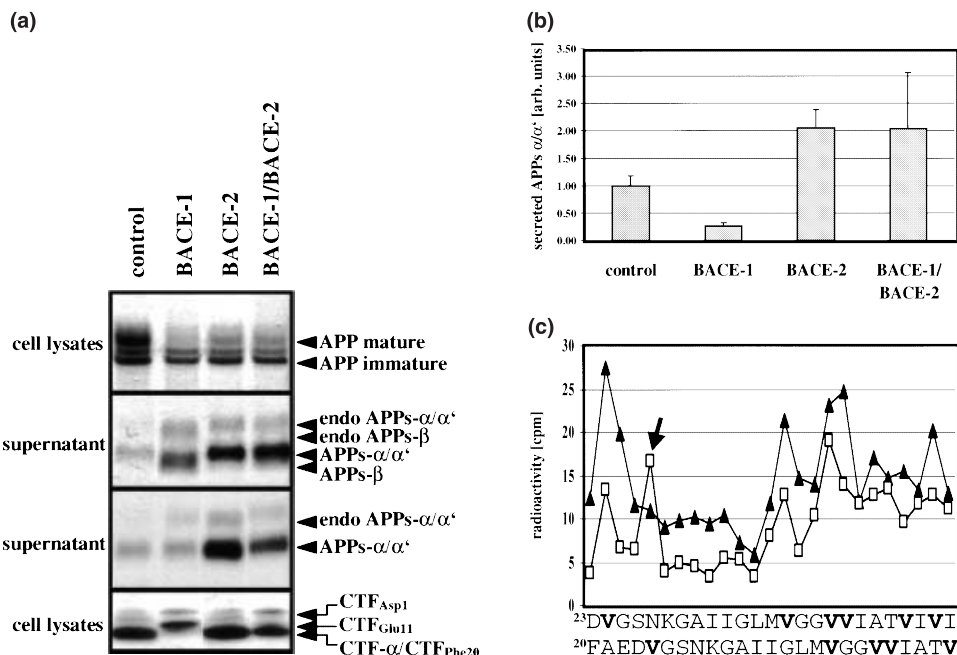 (a)
control
BACE-1
BACE-2
BACE-1/BACE-2
cell lysates
APP mature
APP immature
supernatant
endo APPs-α/α‘
endo APPs-β
APPs-α/α‘
APPs-β
supernatant
endo APPs-α/α‘
APPs-α/α‘
cell lysates
CTFAsp1
CTFGlu11
CTF-α/CTFPhe20
(b)
secreted APPs α/α‘ [arb. units]
3.50
3.00
2.50
2.00
1.50
1.00
0.50
0.00
control
BACE-1
BACE-2
BACE-1/
BACE-2
(c)
radioactivity [cpm]
30
25
20
15
10
5
0
23DVGSNKGAIIGLMVGGVVIATVIVI
20FAEDVGSNKGAIIGLMVGGVVIATV